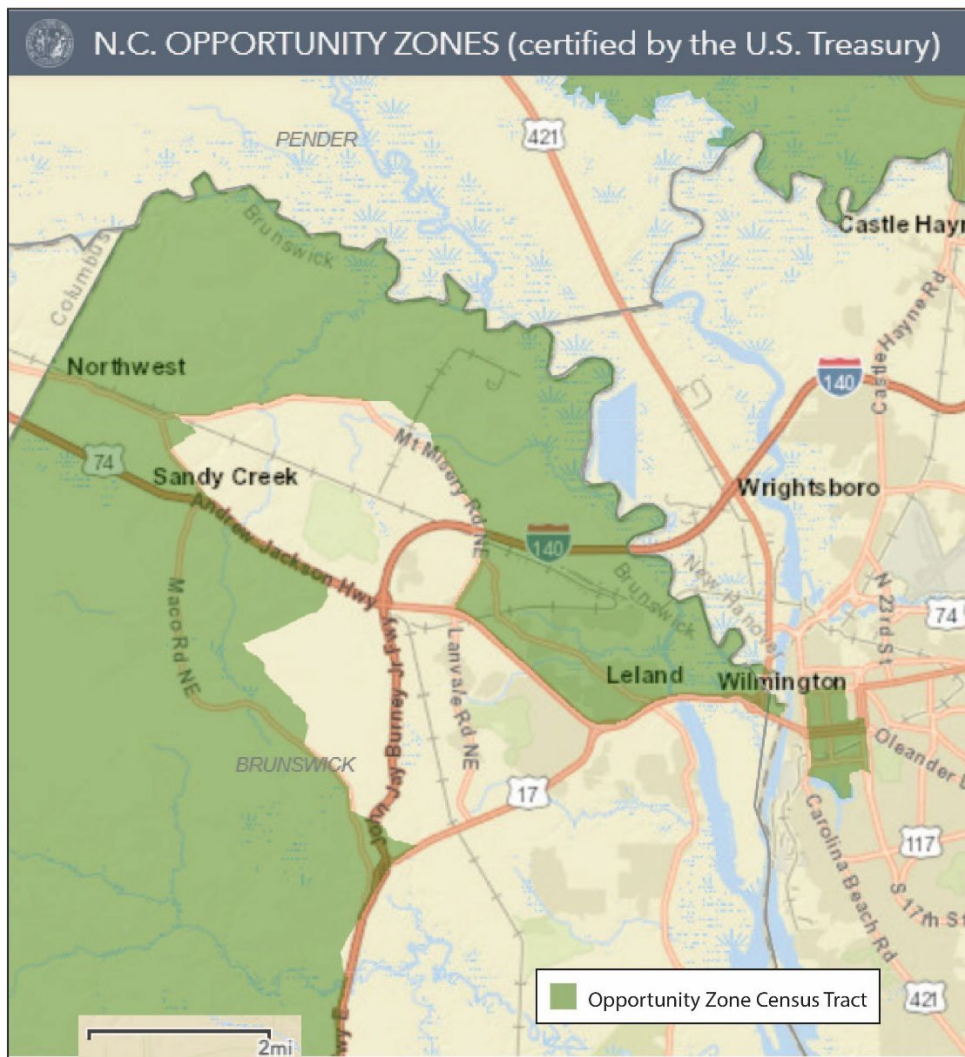 N.C. OPPORTUNITY ZONES (certified by the U.S. Treasury)
PENDER
421
Castle Hayn
Brunswick
Columbus
Castle Hayne Rd
Northwest
140
Mt Misery Rd NE
74
Sandy Creek
Wrightsboro
Andrew Jackson Hwy
140
Brunswick
New Hanover
N 23rd St
74
Maco Rd NE
Lanvale Rd NE
Leland
Wilmington
John Jay Burney Jr Fwy
BRUNSWICK
Oleander
17
117
Carolina Beach Rd
S 17th St
421
Opportunity Zone Census Tract
wy E
2mi